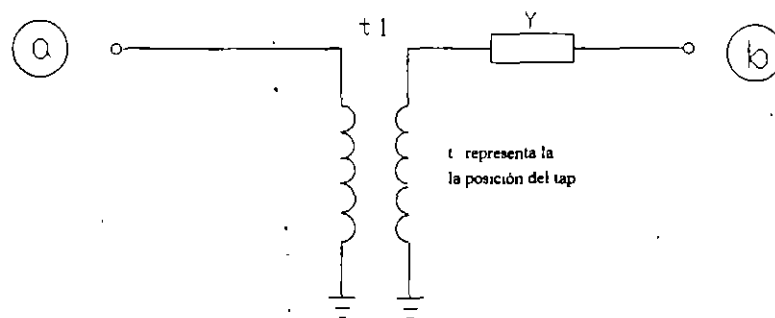 t 1
Y
a
b
t representa la
la posición del tap